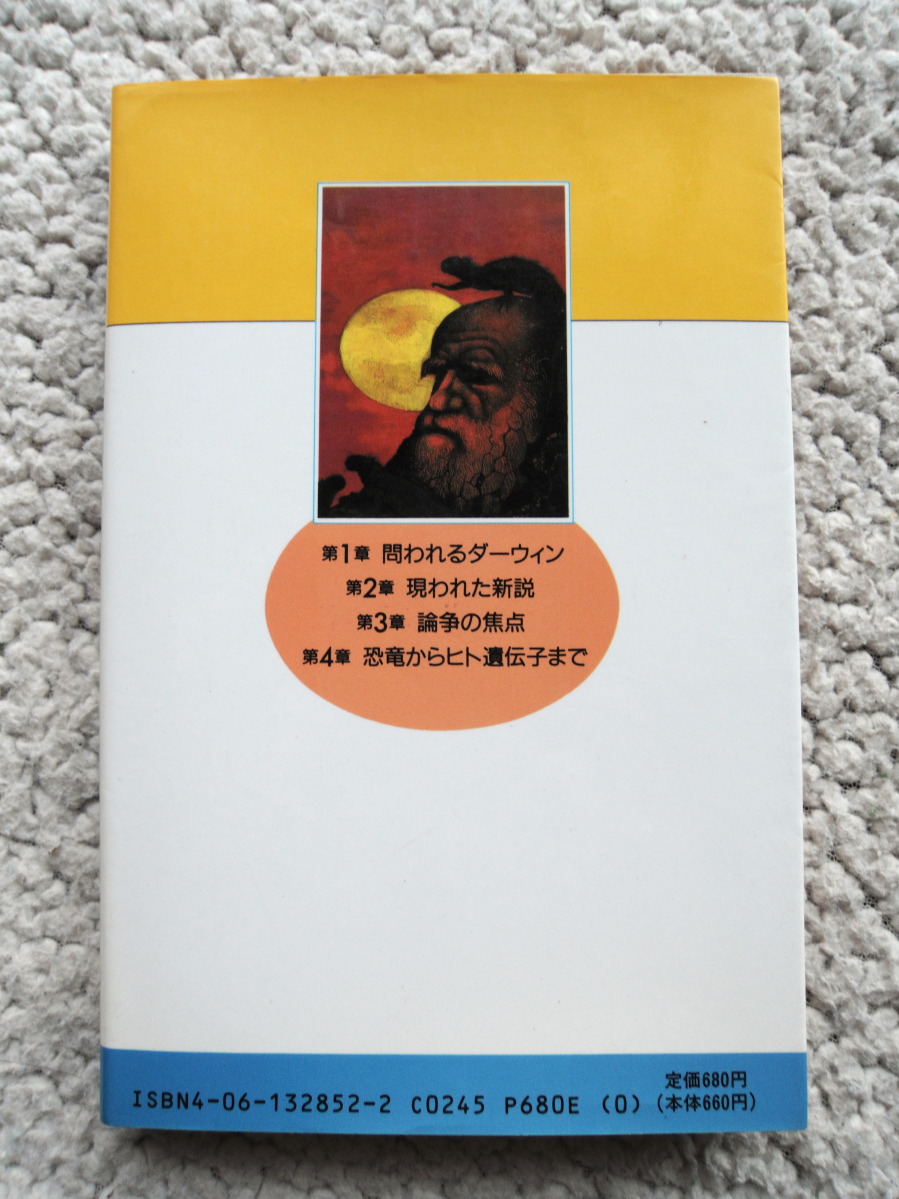 第1章 問われるダーウィン
第2章 現われた新説
第3章 論争の焦点
第4章 恐竜からヒト遺伝子まで
定価680円
ISBN4-06-132852-2 C0245 P680E (0) (本体660円)